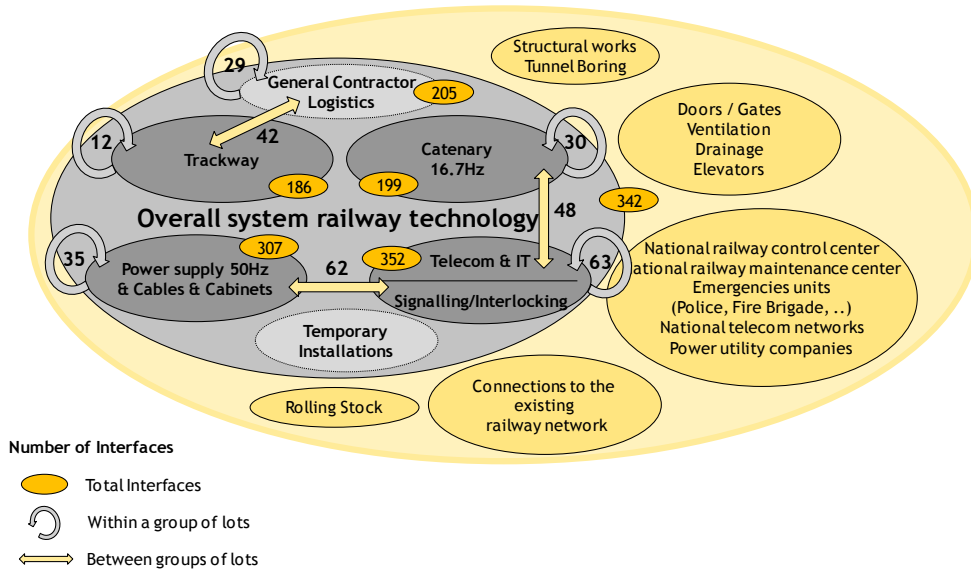 Structural works
Tunnel Boring
29
General Contractor
Logistics
205
Doors / Gates
Ventilation
Drainage
Elevators
12
42
30
Trackway
Catenary
16.7Hz
186
199
342
Overall system railway technology
48
307
352
35
62
63
Power supply 50Hz
& Cables & Cabinets
Telecom & IT
Signalling/Interlocking
National railway control center
ational railway maintenance center
Emergencies units
(Police, Fire Brigade, ..)
National telecom networks
Power utility companies
Temporary
Installations
Rolling Stock
Connections to the
existing
railway network
Number of Interfaces
Total Interfaces
Within a group of lots
Between groups of lots